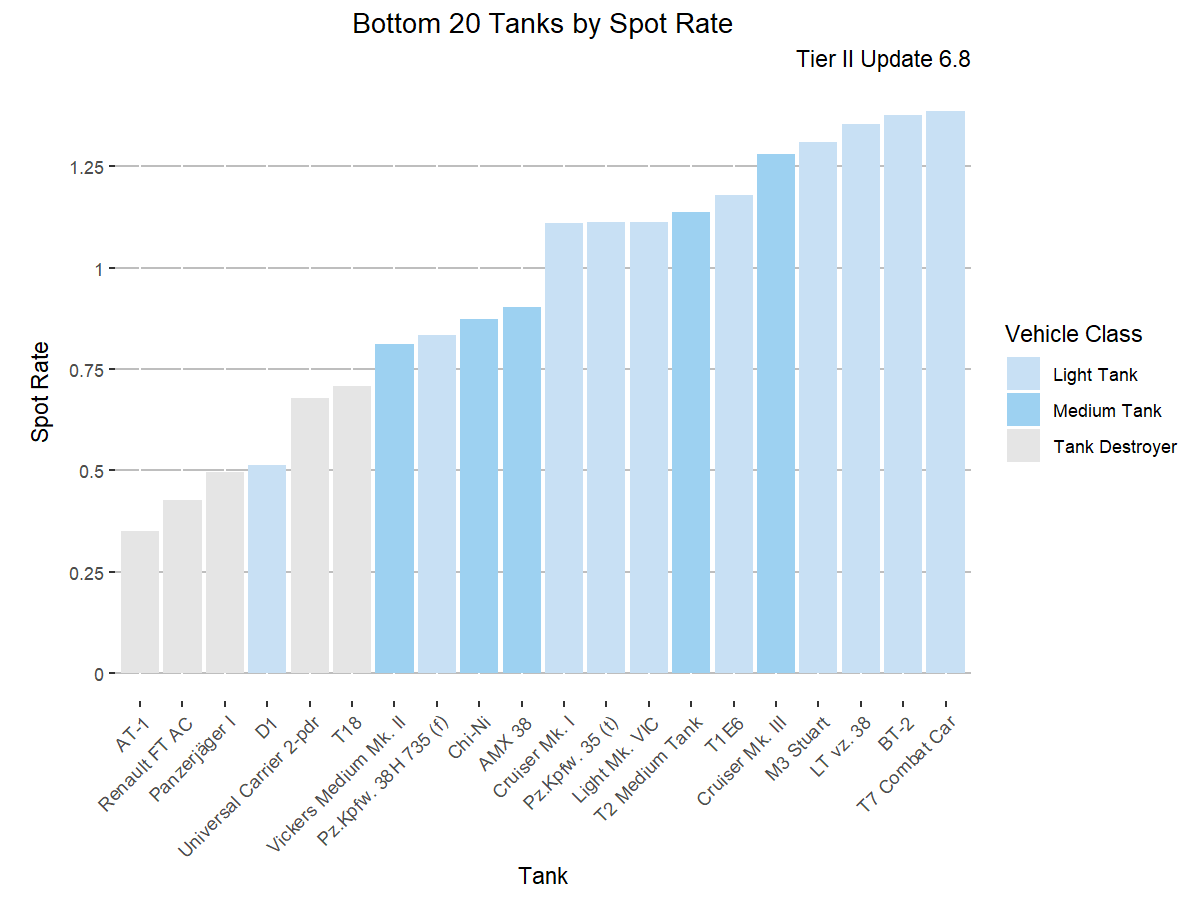 Bottom 20 Tanks by Spot Rate
Tier II Update 6.8
Spot Rate
1.25
1
0.75
0.5
0.25
0
AT-1
Renault FT AC
Panzerjäger I
D1
Universal Carrier 2-pdr
T18
Vickers Medium Mk. II
Pz.Kpfw. 38H 735 (f)
Chi-Ni
AMX 38
Cruiser Mk. I
Pz.Kpfw. 35 (t)
Light Mk. VIC
T2 Medium Tank
T1E6
Cruiser Mk. III
M3 Stuart
LT vz. 38
BT-2
T7 Combat Car
Tank
Vehicle Class
Light Tank
Medium Tank
Tank Destroyer